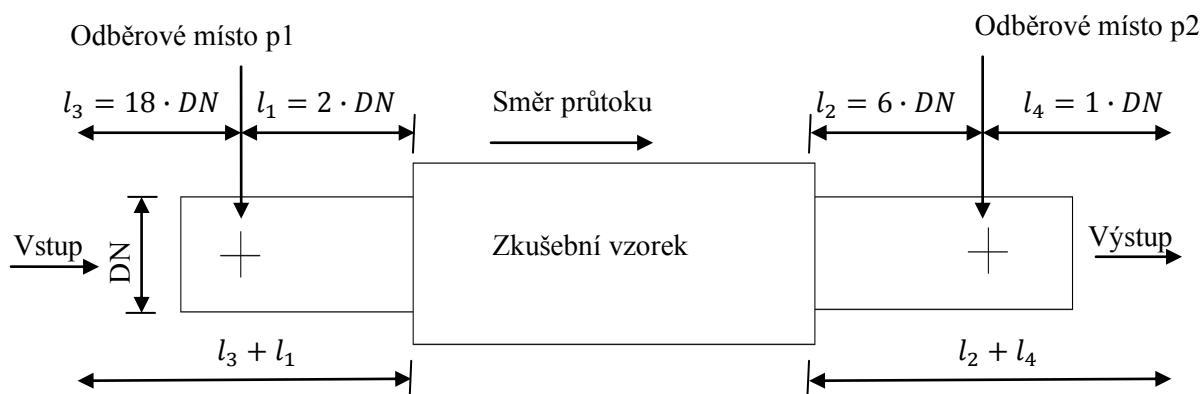 Odběrové místo p1
Odběrové místo p2
l₃ = 18 · DN
l₁ = 2 · DN
Směr průtoku
l₂ = 6 · DN
l₄ = 1 · DN
Vstup
DN
Zkušební vzorek
Výstup
l₃ + l₁
l₂ + l₄